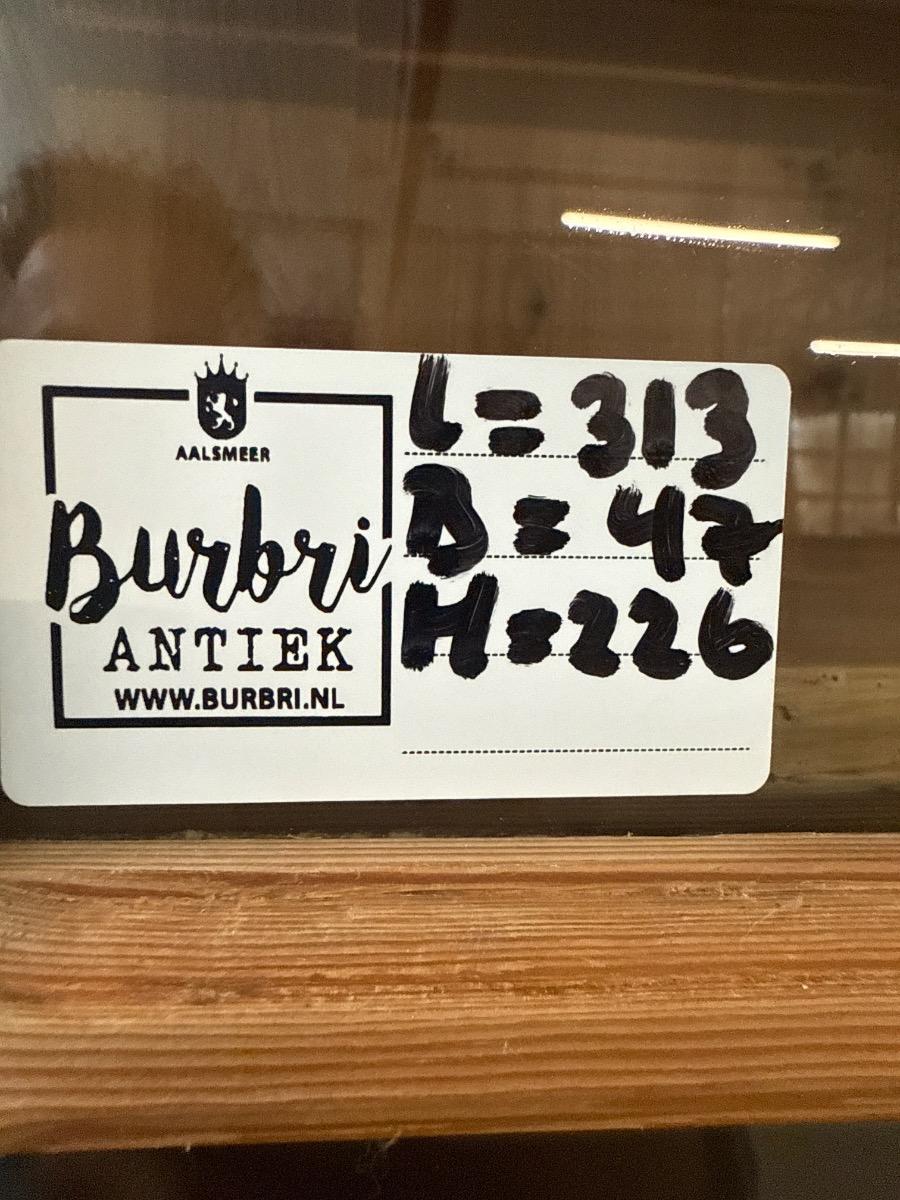 AALSMEER
Burbri
ANTIEK
WWW.BURBRI.NL
L = 313
D = 47
H = 226